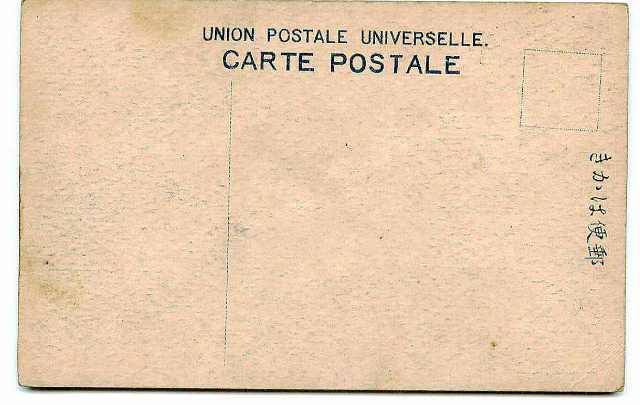 UNION POSTALE UNIVERSELLE.
CARTE POSTALE
きかは便郵